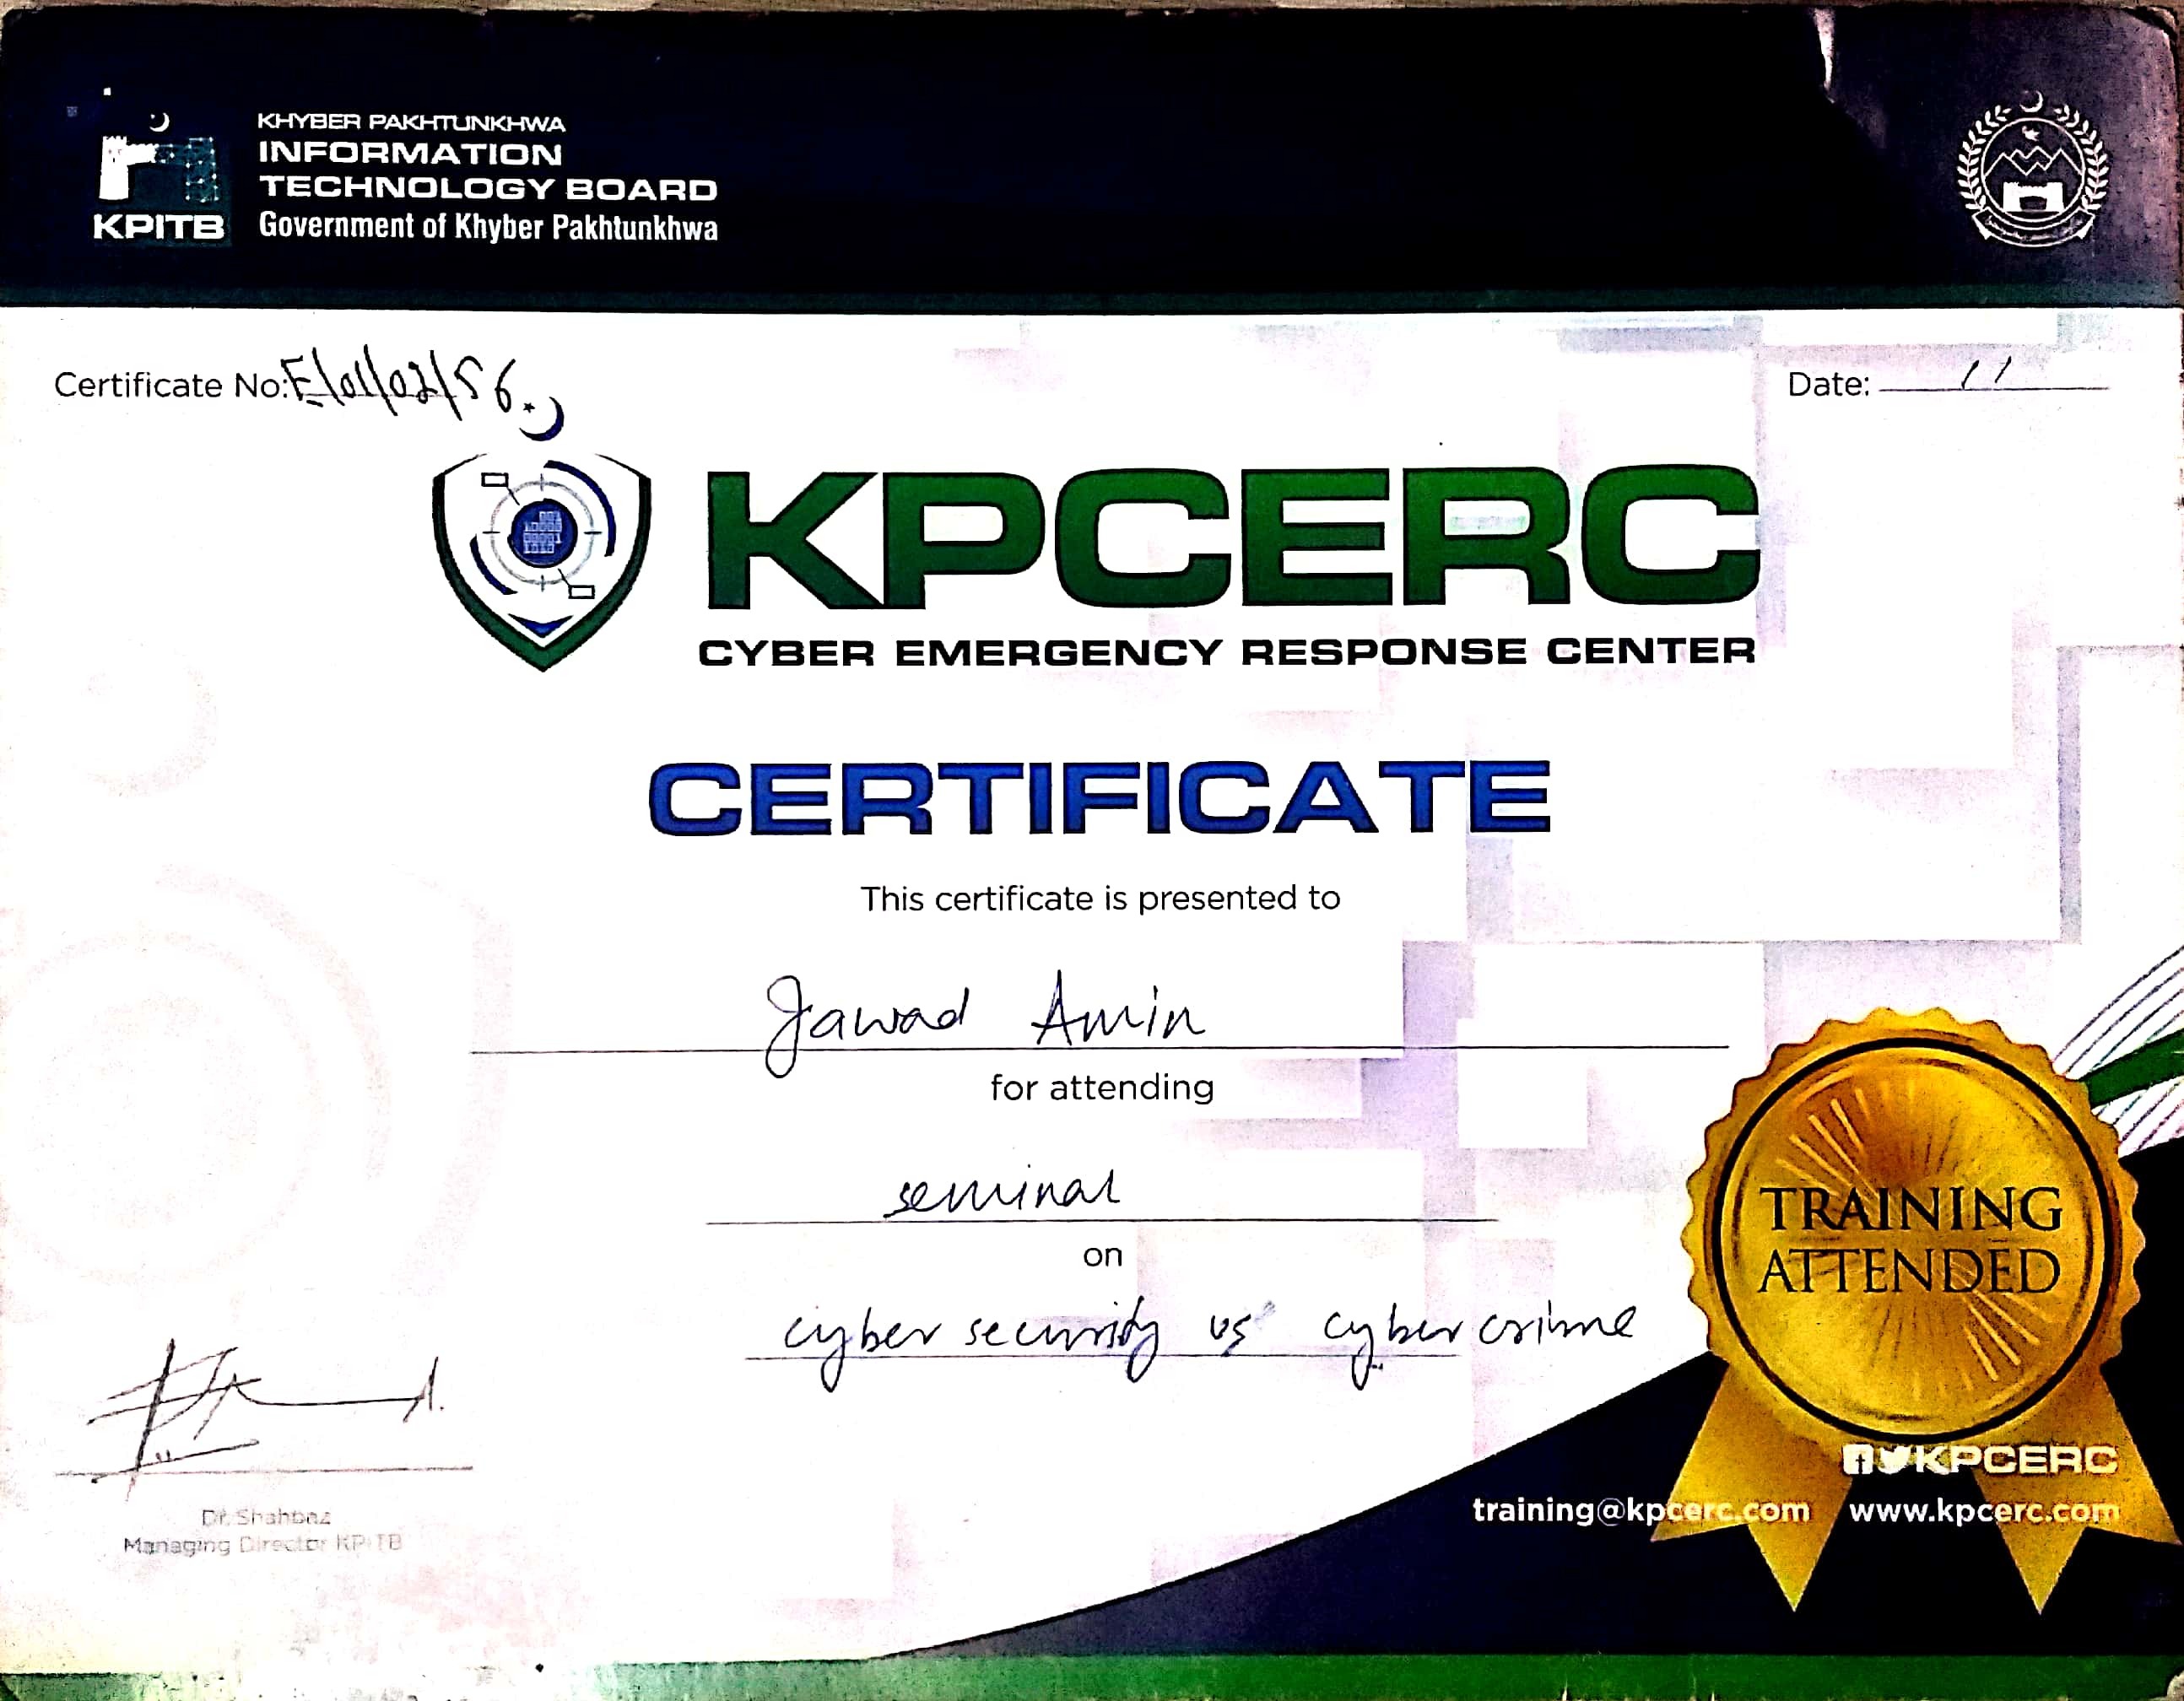 KHYBER PAKHTUNKHWA
INFORMATION
TECHNOLOGY BOARD
KPITB
Government of Khyber Pakhtunkhwa
Certificate No: E/01/02/56.
Date: / /
KPCERC
CYBER EMERGENCY RESPONSE CENTER
CERTIFICATE
This certificate is presented to
Jawad Amin
for attending
seminar
on
cyber security vs cyber crime
TRAINING
ATTENDED
Dr. Shahbaz
Managing Director KPITB
KPCERC
training@kpcerc.com www.kpcerc.com